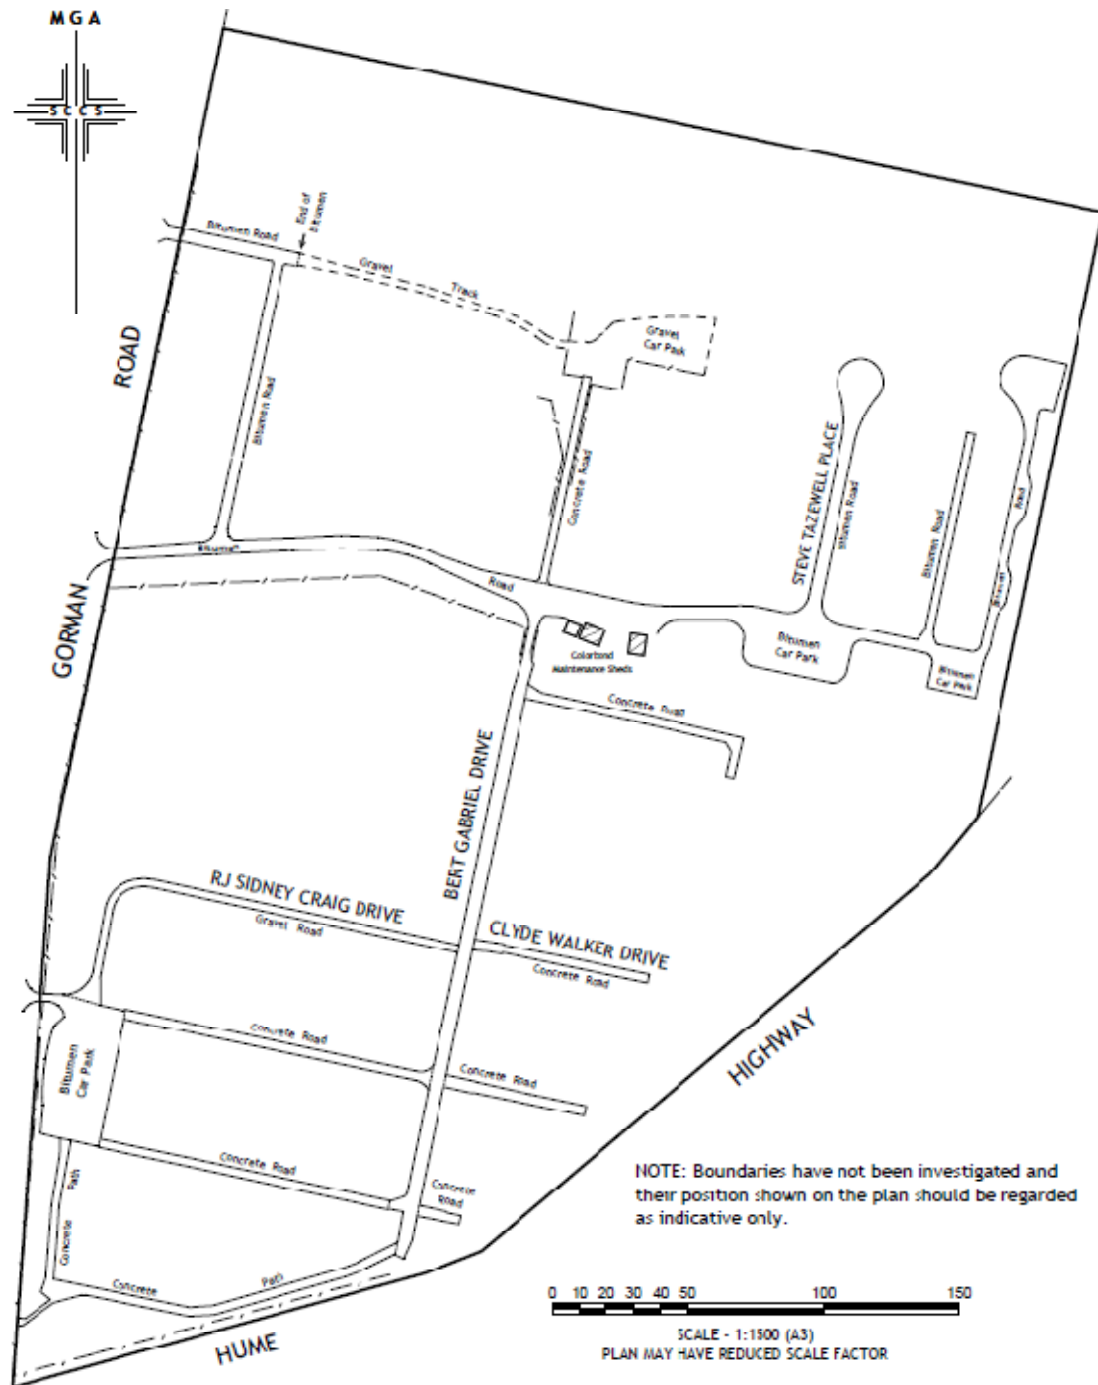 MGA
SCCS
End of
Bitumen
Bitumen Road
Gravel
Track
Gravel
Car Park
ROAD
Bitumen Road
Concrete Road
STEVE TAZEWELL PLACE
Bitumen Road
Bitumen Road
Road
Bitumen
Bitumen
Road
GORMAN
Colorbond
Maintenance Sheds
Bitumen
Car Park
Bitumen
Car Park
Concrete Road
BERT GABRIEL DRIVE
RJ SIDNEY CRAIG DRIVE
Gravel Road
CLYDE WALKER DRIVE
Concrete Road
HIGHWAY
Concrete Road
Bitumen
Car Park
Concrete Road
Concrete Road
Concrete
Road
Path
Concrete
Concrete
Path
HUME
NOTE: Boundaries have not been investigated and
their position shown on the plan should be regarded
as indicative only.
0 10 20 30 40 50 100 150
SCALE - 1:1500 (A3)
PLAN MAY HAVE REDUCED SCALE FACTOR